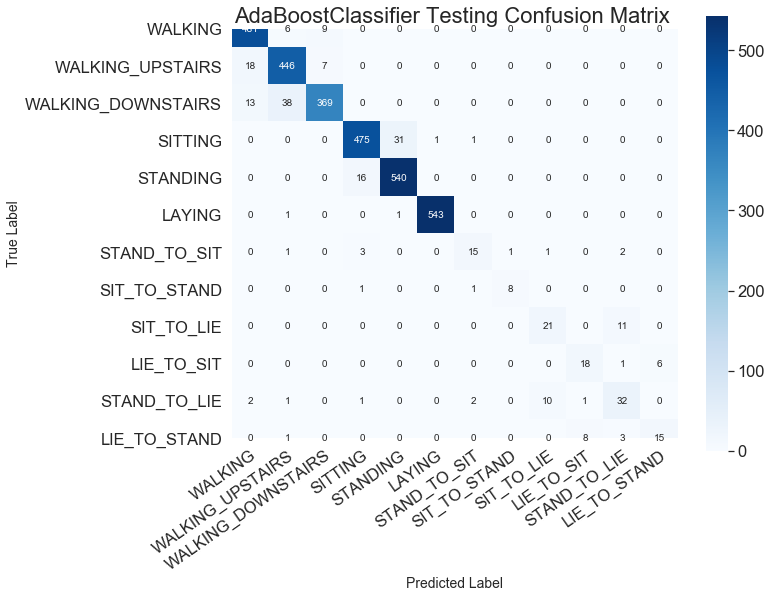 AdaBoostClassifier Testing Confusion Matrix
WALKING 6 9 0 0 0 0 0 0 0 0 0
WALKING_UPSTAIRS 18 446 7 0 0 0 0 0 0 0 0 0
WALKING_DOWNSTAIRS 13 38 369 0 0 0 0 0 0 0 0 0
SITTING 0 0 0 475 31 1 1 0 0 0 0 0
STANDING 0 0 0 16 540 0 0 0 0 0 0 0
LAYING 0 1 0 0 1 543 0 0 0 0 0 0
STAND_TO_SIT 0 1 0 3 0 0 15 1 1 0 2 0
SIT_TO_STAND 0 0 0 1 0 0 1 8 0 0 0 0
SIT_TO_LIE 0 0 0 0 0 0 0 0 21 0 11 0
LIE_TO_SIT 0 0 0 0 0 0 0 0 0 18 1 6
STAND_TO_LIE 2 1 0 1 0 0 2 0 10 1 32 0
LIE_TO_STAND 0 1 0 0 0 0 0 0 0 8 3 15
WALKING
WALKING_UPSTAIRS
WALKING_DOWNSTAIRS
SITTING
STANDING
LAYING
STAND_TO_SIT
SIT_TO_STAND
SIT_TO_LIE
LIE_TO_SIT
STAND_TO_LIE
LIE_TO_STAND
True Label
Predicted Label
500
400
300
200
100
0